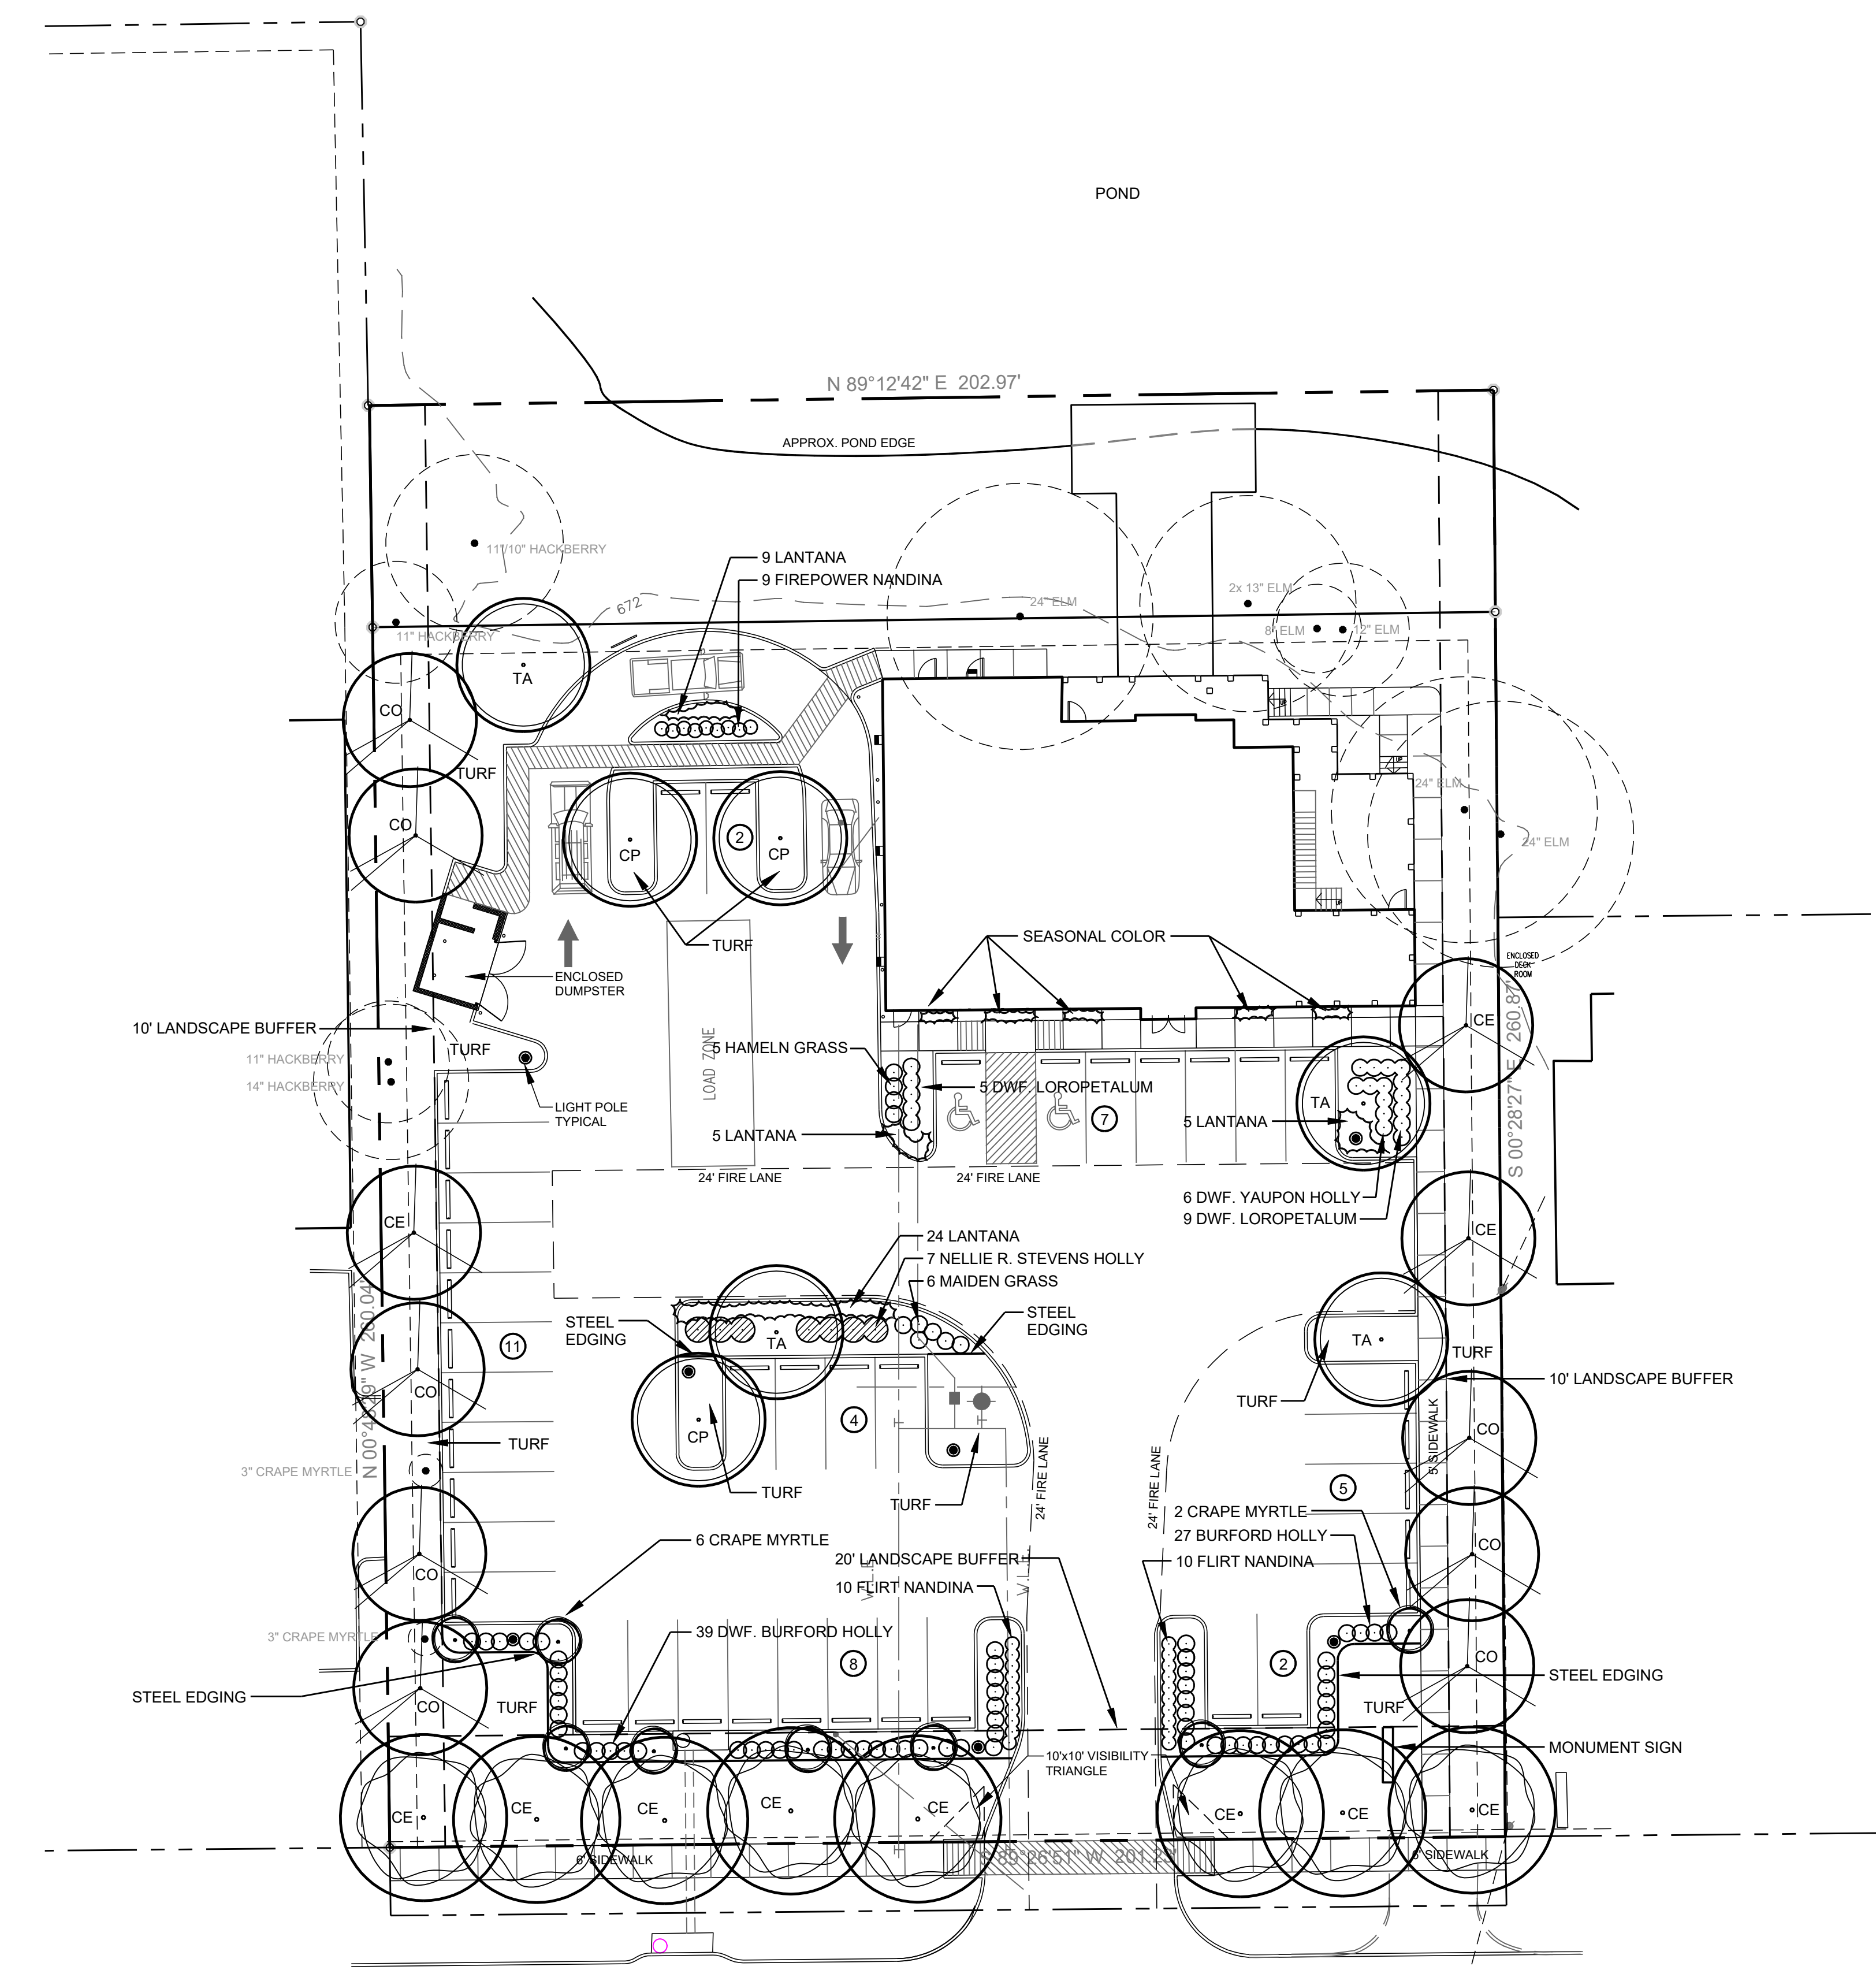 POND
N 89°12'42" E 202.97'
APPROX. POND EDGE
11"/10" HACKBERRY
9 LANTANA
9 FIREPOWER NANDINA
672
24" ELM
2x 13" ELM
8" ELM
12" ELM
11" HACKBERRY
TA
CO
TURF
CO
24" ELM
24" ELM
CP
2
CP
TURF
SEASONAL COLOR
ENCLOSED
DECK
ROOM
ENCLOSED
DUMPSTER
10' LANDSCAPE BUFFER
CE
TURF
11" HACKBERRY
14" HACKBERRY
LOAD ZONE
5 HAMELN GRASS
5 DWF. LOROPETALUM
LIGHT POLE
TYPICAL
5 LANTANA
7
TA
5 LANTANA
S 00°28'27" E 260.87'
24' FIRE LANE
24' FIRE LANE
6 DWF. YAUPON HOLLY
9 DWF. LOROPETALUM
CE
CE
24 LANTANA
7 NELLIE R. STEVENS HOLLY
6 MAIDEN GRASS
STEEL
EDGING
STEEL
EDGING
TA
TA
TURF
11
10' LANDSCAPE BUFFER
CO
TURF
CP
4
CO
TURF
5' SIDEWALK
3" CRAPE MYRTLE
TURF
TURF
24' FIRE LANE
24' FIRE LANE
5
2 CRAPE MYRTLE
27 BURFORD HOLLY
6 CRAPE MYRTLE
CO
20' LANDSCAPE BUFFER
10 FLIRT NANDINA
CO
10 FLIRT NANDINA
3" CRAPE MYRTLE
39 DWF. BURFORD HOLLY
8
2
CO
STEEL EDGING
STEEL EDGING
CO
TURF
TURF
MONUMENT SIGN
10'x10' VISIBILITY
TRIANGLE
CE
CE
CE
CE
CE
CE
CE
CE
6' SIDEWALK
S 89°26'51" W 201.23'
6' SIDEWALK